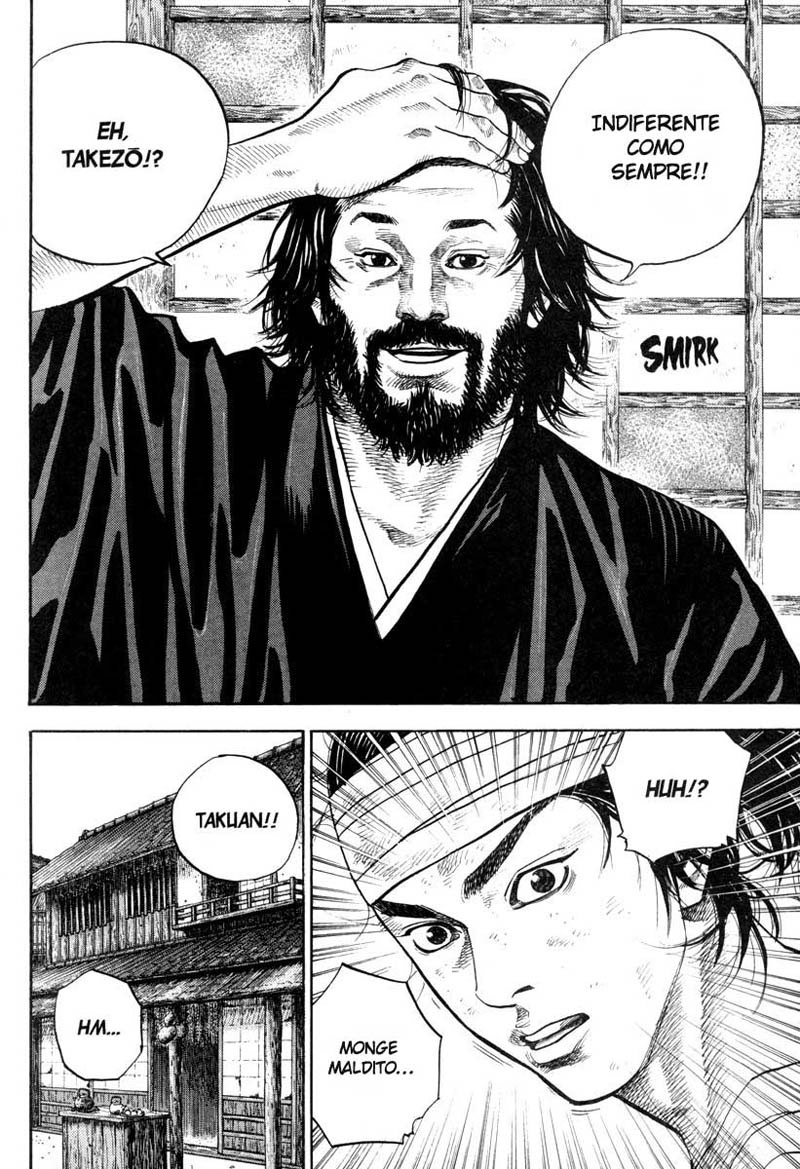 INDIFERENTE
COMO
SEMPRE!!
EH,
TAKEZŌ!?
SMIRK
HUH!?
MONGE
MALDITO...
TAKUAN!!
HM...